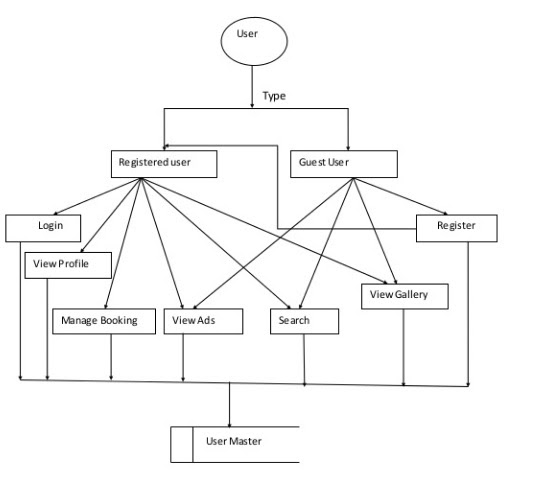 User
Type
Registered user
Guest User
Login
Register
View Profile
View Gallery
Manage Booking
View Ads
Search
User Master